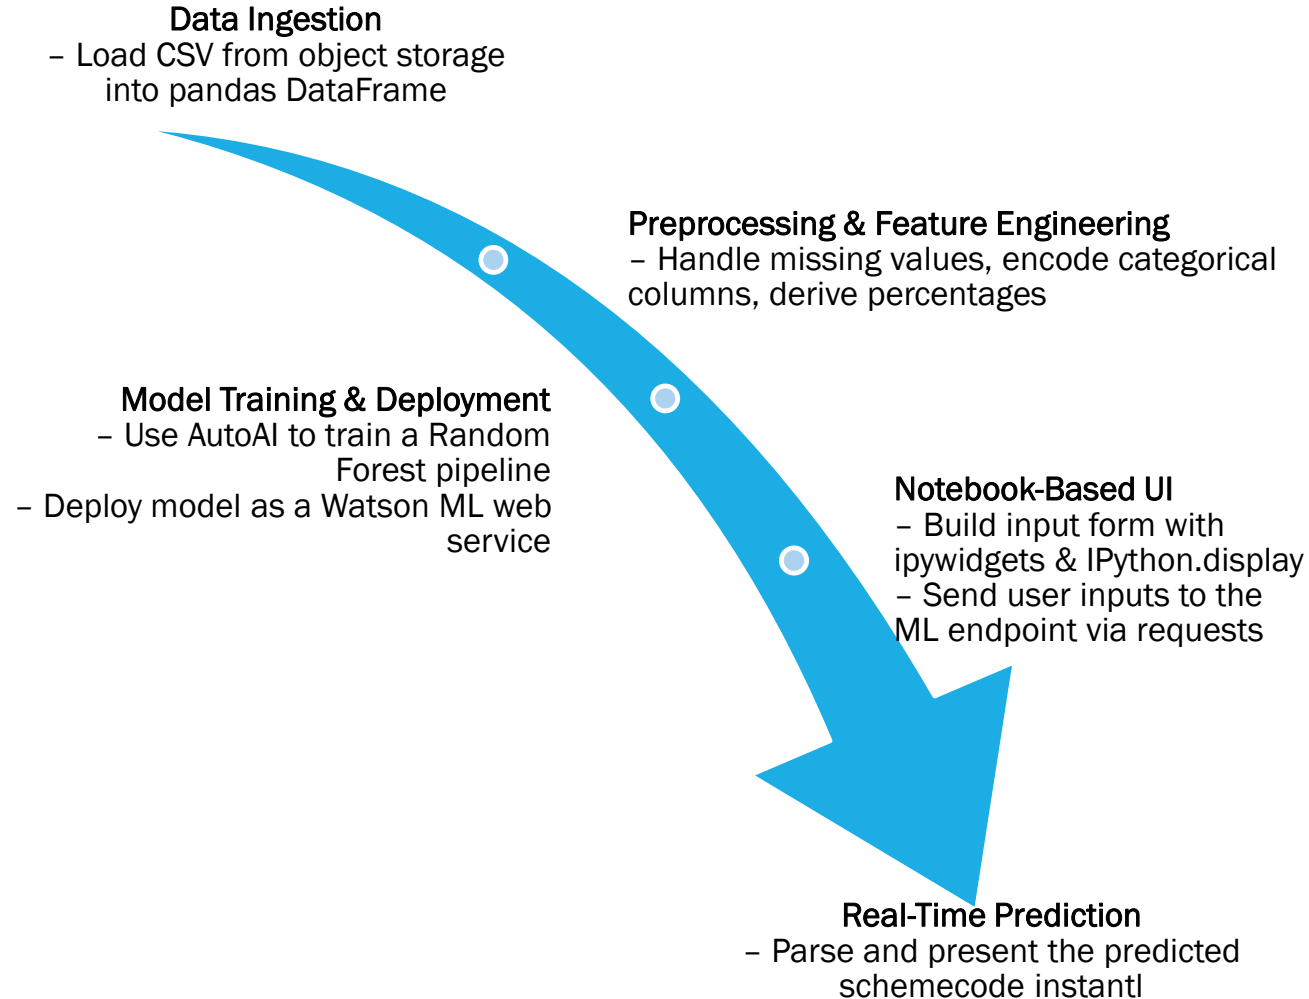 Data Ingestion
– Load CSV from object storage
into pandas DataFrame
Preprocessing & Feature Engineering
– Handle missing values, encode categorical
columns, derive percentages
Model Training & Deployment
– Use AutoAI to train a Random
Forest pipeline
– Deploy model as a Watson ML web
service
Notebook-Based UI
– Build input form with
ipywidgets & IPython.display
– Send user inputs to the
ML endpoint via requests
Real-Time Prediction
– Parse and present the predicted
schemecode instantl